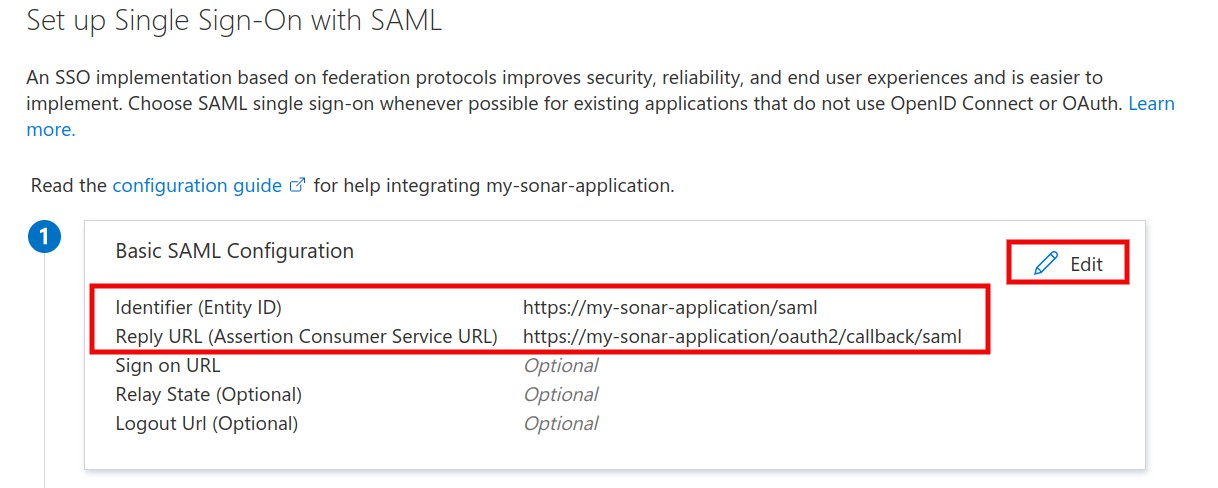 Set up Single Sign-On with SAML
An SSO implementation based on federation protocols improves security, reliability, and end user experiences and is easier to
implement. Choose SAML single sign-on whenever possible for existing applications that do not use OpenID Connect or OAuth. Learn
more.
Read the configuration guide for help integrating my-sonar-application.
1
Basic SAML Configuration
Edit
Identifier (Entity ID) https://my-sonar-application/saml
Reply URL (Assertion Consumer Service URL) https://my-sonar-application/oauth2/callback/saml
Sign on URL Optional
Relay State (Optional) Optional
Logout Url (Optional) Optional